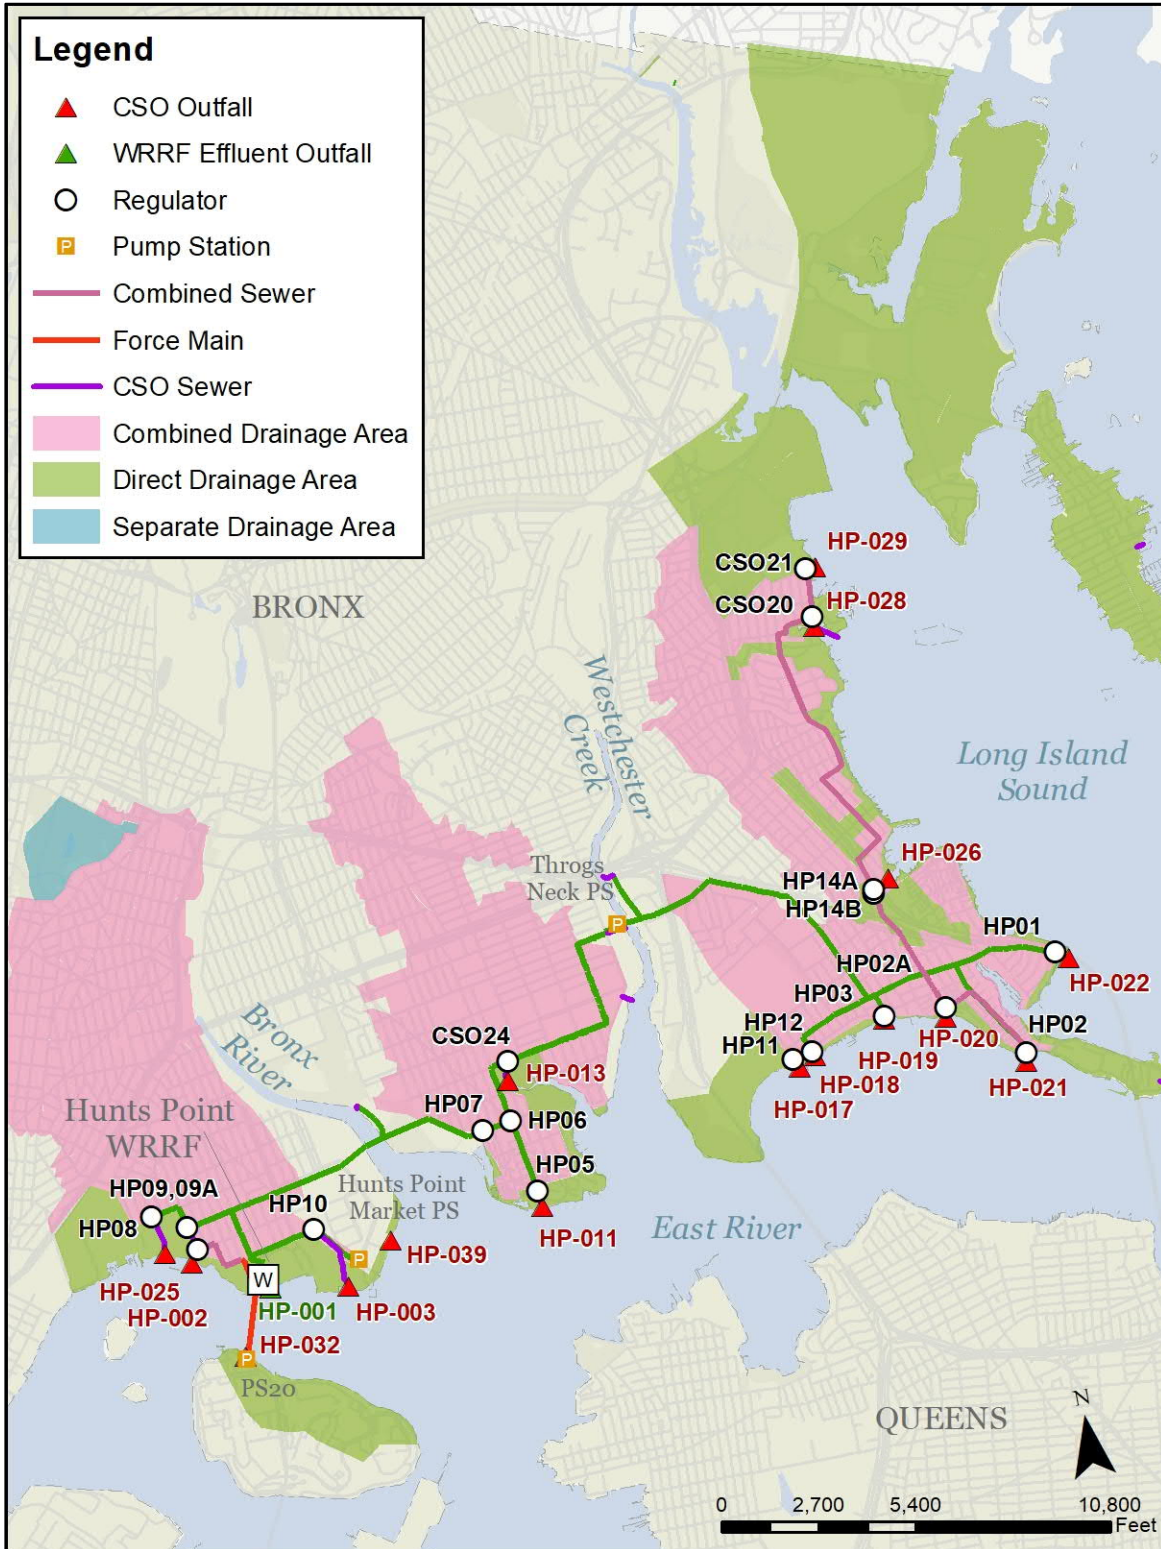 Legend
CSO Outfall
WRRF Effluent Outfall
Regulator
P
Pump Station
Combined Sewer
Force Main
CSO Sewer
Combined Drainage Area
Direct Drainage Area
Separate Drainage Area
HP-029
CSO21
CSO20
HP-028
BRONX
Westchester
Creek
Long Island
Sound
Throgs
Neck PS
P
HP-026
HP14A
HP14B
HP01
HP02A
HP-022
HP03
HP12
HP11
HP02
HP-020
HP-019
HP-021
HP-018
HP-017
CSO24
HP-013
Bronx
River
HP07
HP06
HP05
Hunts Point
WRRF
HP09,09A
HP10
Hunts Point
Market PS
HP08
P
HP-039
HP-011
East River
HP-025
W
HP-002
HP-001
HP-003
HP-032
P
PS20
QUEENS
N
0 2,700 5,400 10,800
Feet